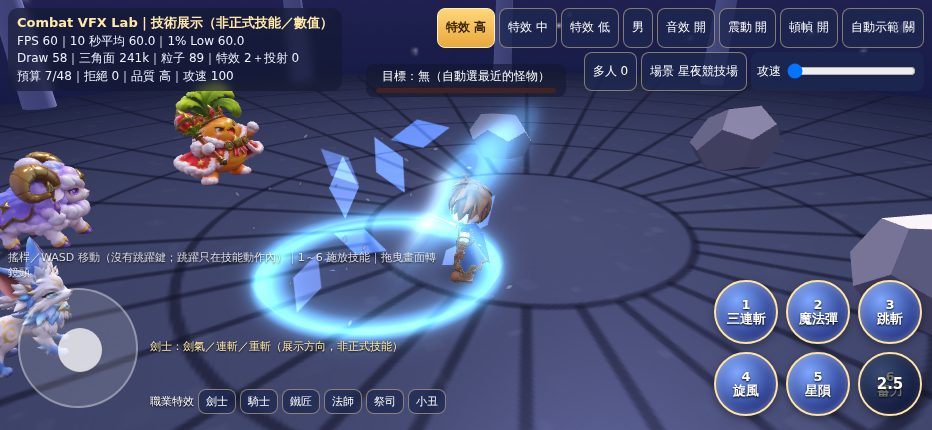 Combat VFX Lab｜技術展示（非正式技能／數值）
FPS 60｜10 秒平均 60.0｜1% Low 60.0
Draw 58｜三角面 241k｜粒子 89｜特效 2＋投射 0
預算 7/48｜拒絕 0｜品質 高｜攻速 100
特效 高
特效 中
特效 低
男
音效 開
震動 開
頓幀 開
自動示範 關
多人 0
場景 星夜競技場
攻速
目標：無（自動選最近的怪物）
搖桿／WASD 移動（沒有跳躍鍵；跳躍只在技能動作內）｜1～6 施放技能｜拖曳畫面轉
鏡頭
劍士：劍氣／連斬／重斬（展示方向，非正式技能）
職業特效
劍士
騎士
鐵匠
法師
祭司
小丑
1
三連斬
2
魔法彈
3
跳斬
4
旋風
5
星隕
6
蓄力
2.5